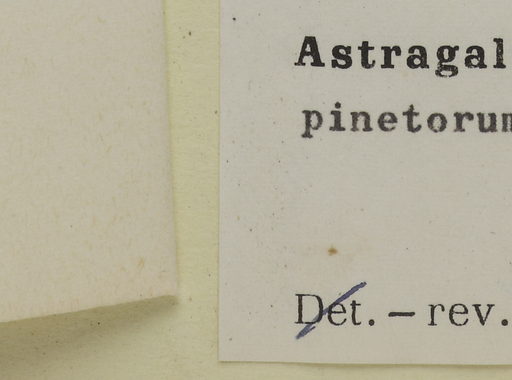 Astragal
pinetorum
Det. – rev.